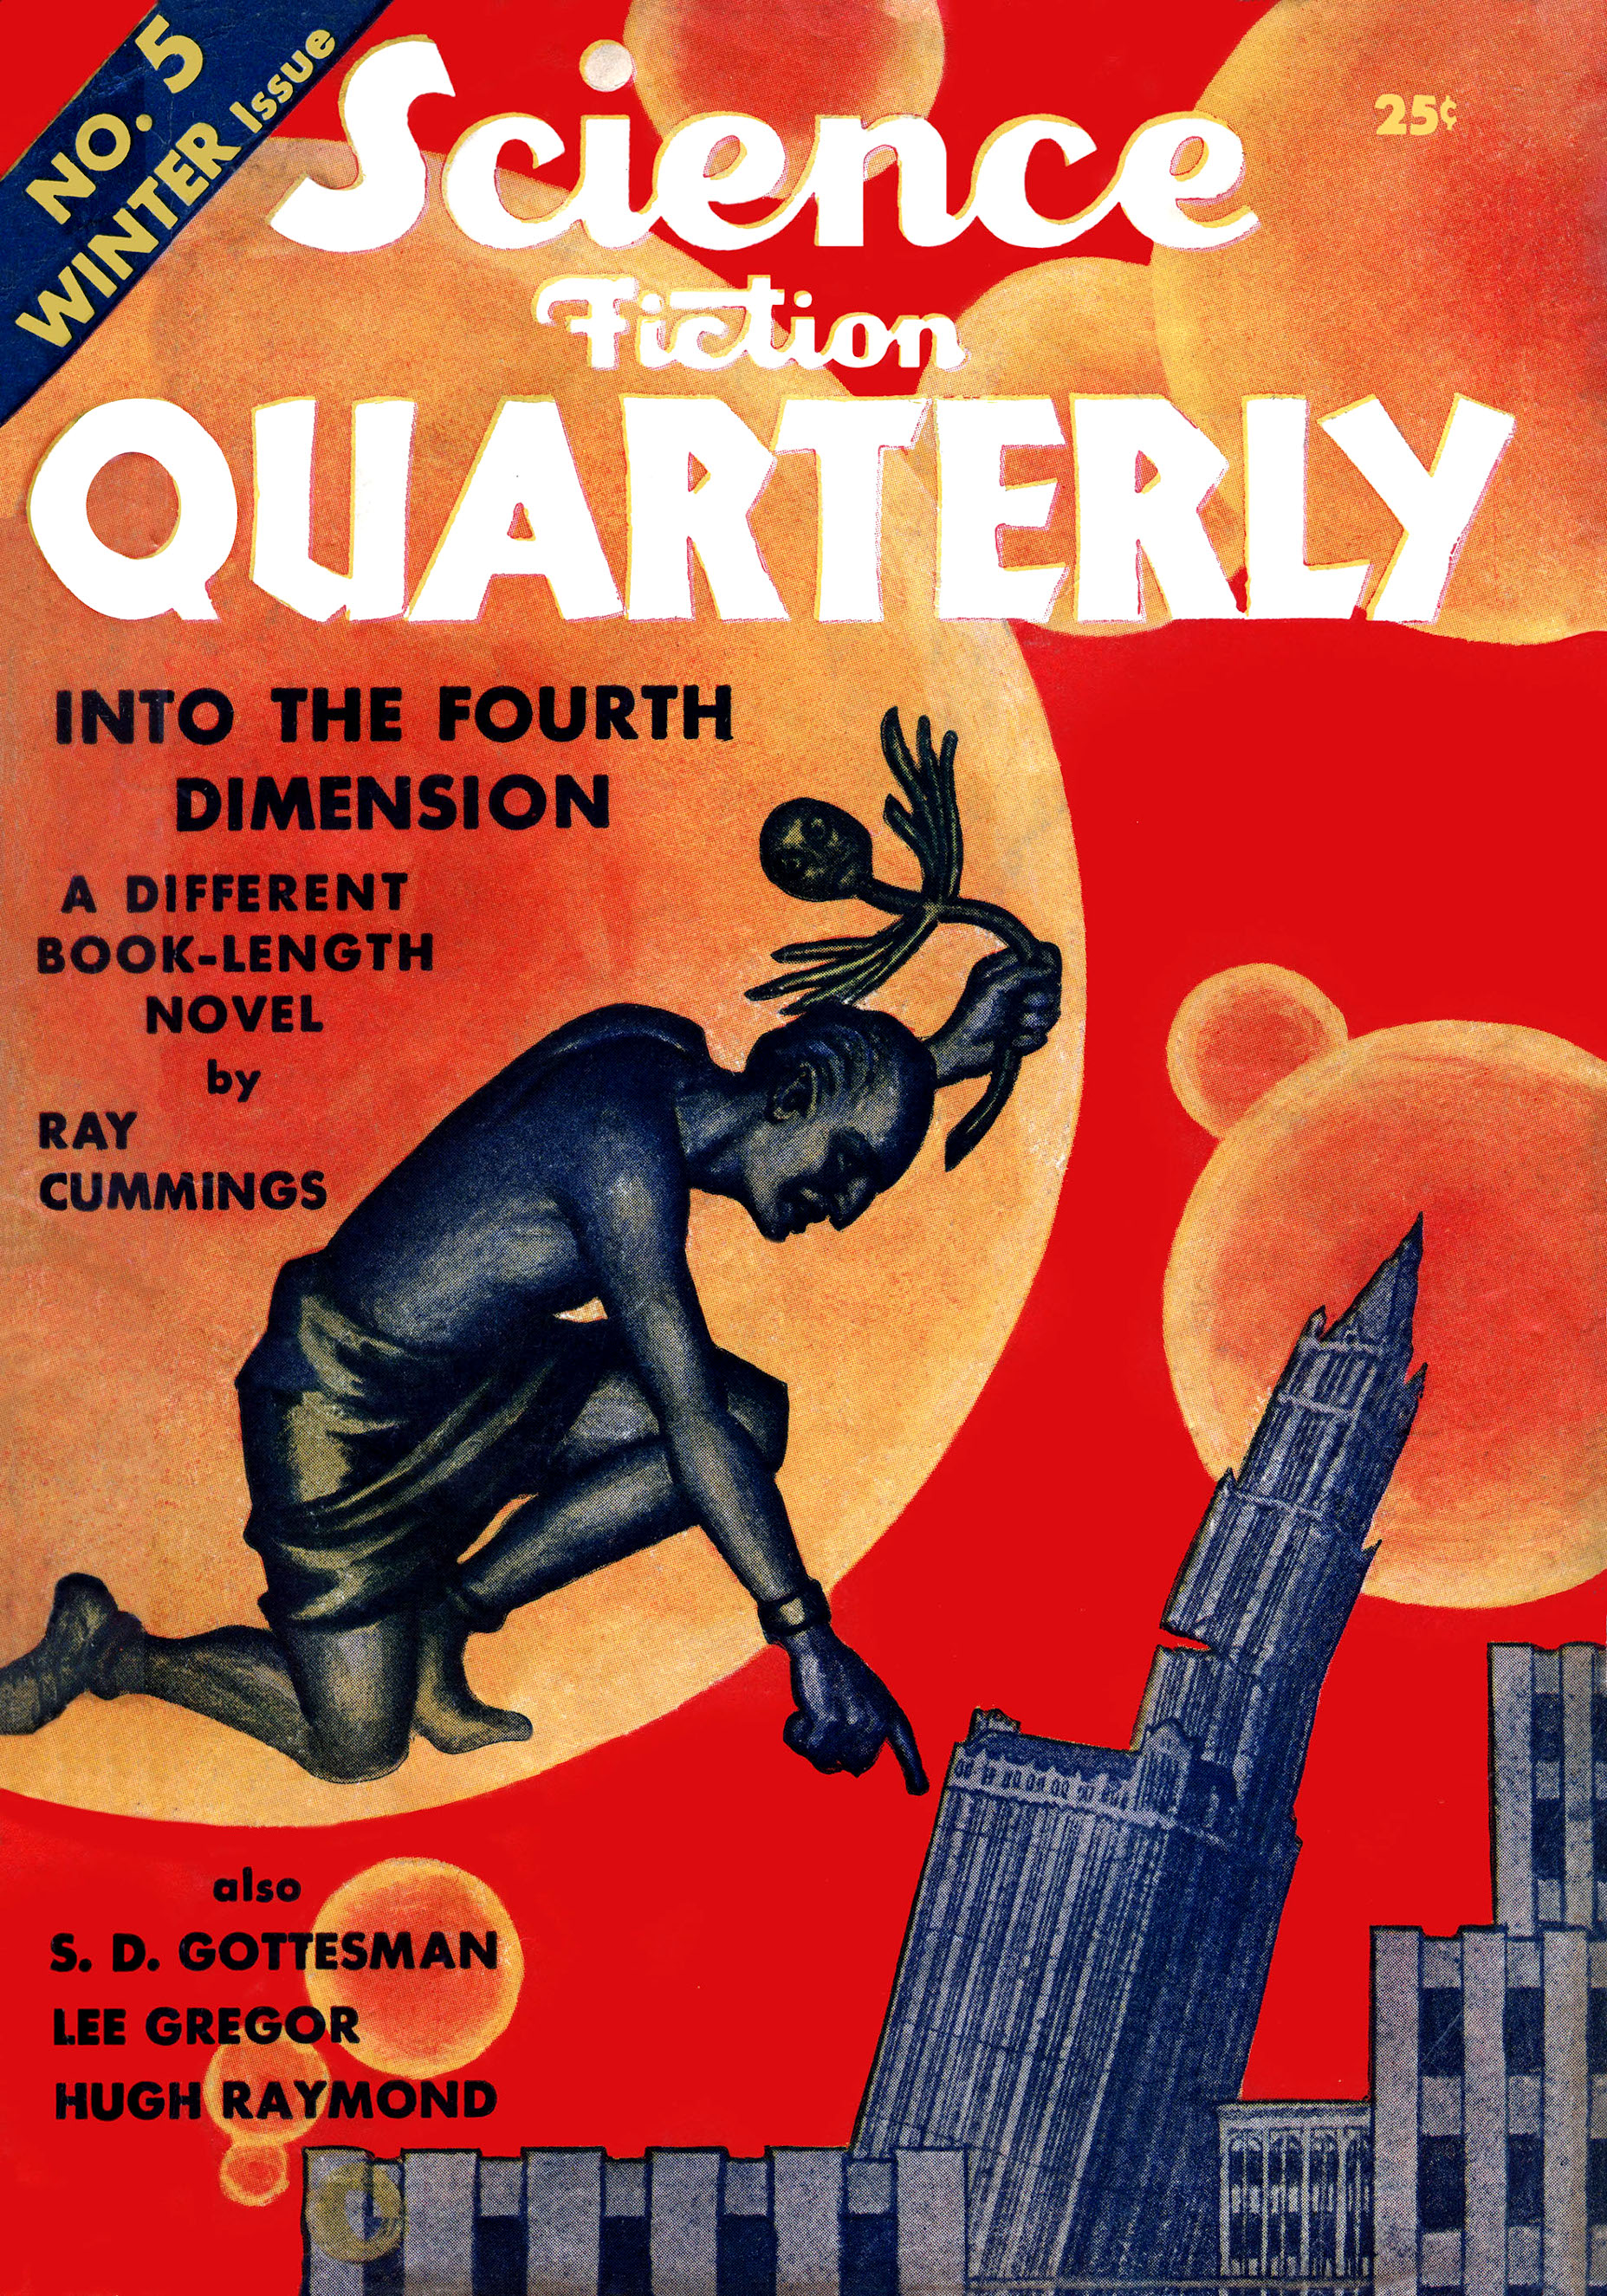 NO. 5
WINTER Issue
Science
Fiction
QUARTERLY
25¢
INTO THE FOURTH
DIMENSION
A DIFFERENT
BOOK-LENGTH
NOVEL
by
RAY
CUMMINGS
also
S. D. GOTTESMAN
LEE GREGOR
HUGH RAYMOND